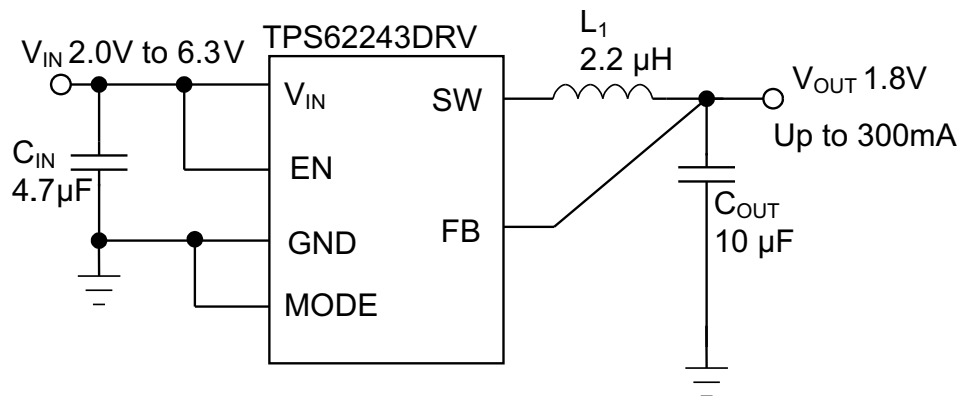 TPS62243DRV
L1
2.2 µH
VIN 2.0V to 6.3V
VOUT 1.8V
Up to 300mA
VIN
SW
CIN
4.7µF
EN
COUT
10 µF
FB
GND
MODE